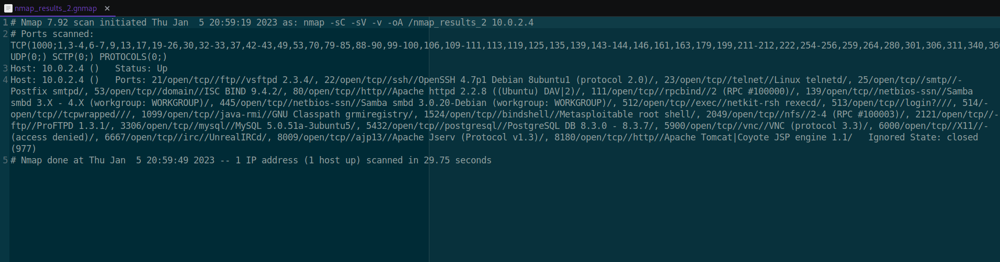 nmap_results_2.gnmap ×
1 # Nmap 7.92 scan initiated Thu Jan  5 20:59:19 2023 as: nmap -sC -sV -v -oA /nmap_results_2 10.0.2.4
2 # Ports scanned:
TCP(1000;1,3-4,6-7,9,13,17,19-26,30,32-33,37,42-43,49,53,70,79-85,88-90,99-100,106,109-111,113,119,125,135,139,143-144,146,161,163,179,199,211-212,222,254-256,259,264,280,301,306,311,340,36
UDP(0;) SCTP(0;) PROTOCOLS(0;)
3 Host: 10.0.2.4 ()   Status: Up
4 Host: 10.0.2.4 ()   Ports: 21/open/tcp//ftp//vsftpd 2.3.4/, 22/open/tcp//ssh//OpenSSH 4.7p1 Debian 8ubuntu1 (protocol 2.0)/, 23/open/tcp//telnet//Linux telnetd/, 25/open/tcp//smtp//-
Postfix smtpd/, 53/open/tcp//domain//ISC BIND 9.4.2/, 80/open/tcp//http//Apache httpd 2.2.8 ((Ubuntu) DAV|2)/, 111/open/tcp//rpcbind//2 (RPC #100000)/, 139/open/tcp//netbios-ssn//Samba
smbd 3.X - 4.X (workgroup: WORKGROUP)/, 445/open/tcp//netbios-ssn//Samba smbd 3.0.20-Debian (workgroup: WORKGROUP)/, 512/open/tcp//exec//netkit-rsh rexecd/, 513/open/tcp//login?///, 514/-
open/tcp//tcpwrapped///, 1099/open/tcp//java-rmi//GNU Classpath grmiregistry/, 1524/open/tcp//bindshell//Metasploitable root shell/, 2049/open/tcp//nfs//2-4 (RPC #100003)/, 2121/open/tcp//-
ftp//ProFTPD 1.3.1/, 3306/open/tcp//mysql//MySQL 5.0.51a-3ubuntu5/, 5432/open/tcp//postgresql//PostgreSQL DB 8.3.0 - 8.3.7/, 5900/open/tcp//vnc//VNC (protocol 3.3)/, 6000/open/tcp//X11//-
(access denied)/, 6667/open/tcp//irc//UnrealIRCd/, 8009/open/tcp//ajp13//Apache Jserv (Protocol v1.3)/, 8180/open/tcp//http//Apache Tomcat|Coyote JSP engine 1.1/   Ignored State: closed
(977)
5 # Nmap done at Thu Jan  5 20:59:49 2023 -- 1 IP address (1 host up) scanned in 29.75 seconds